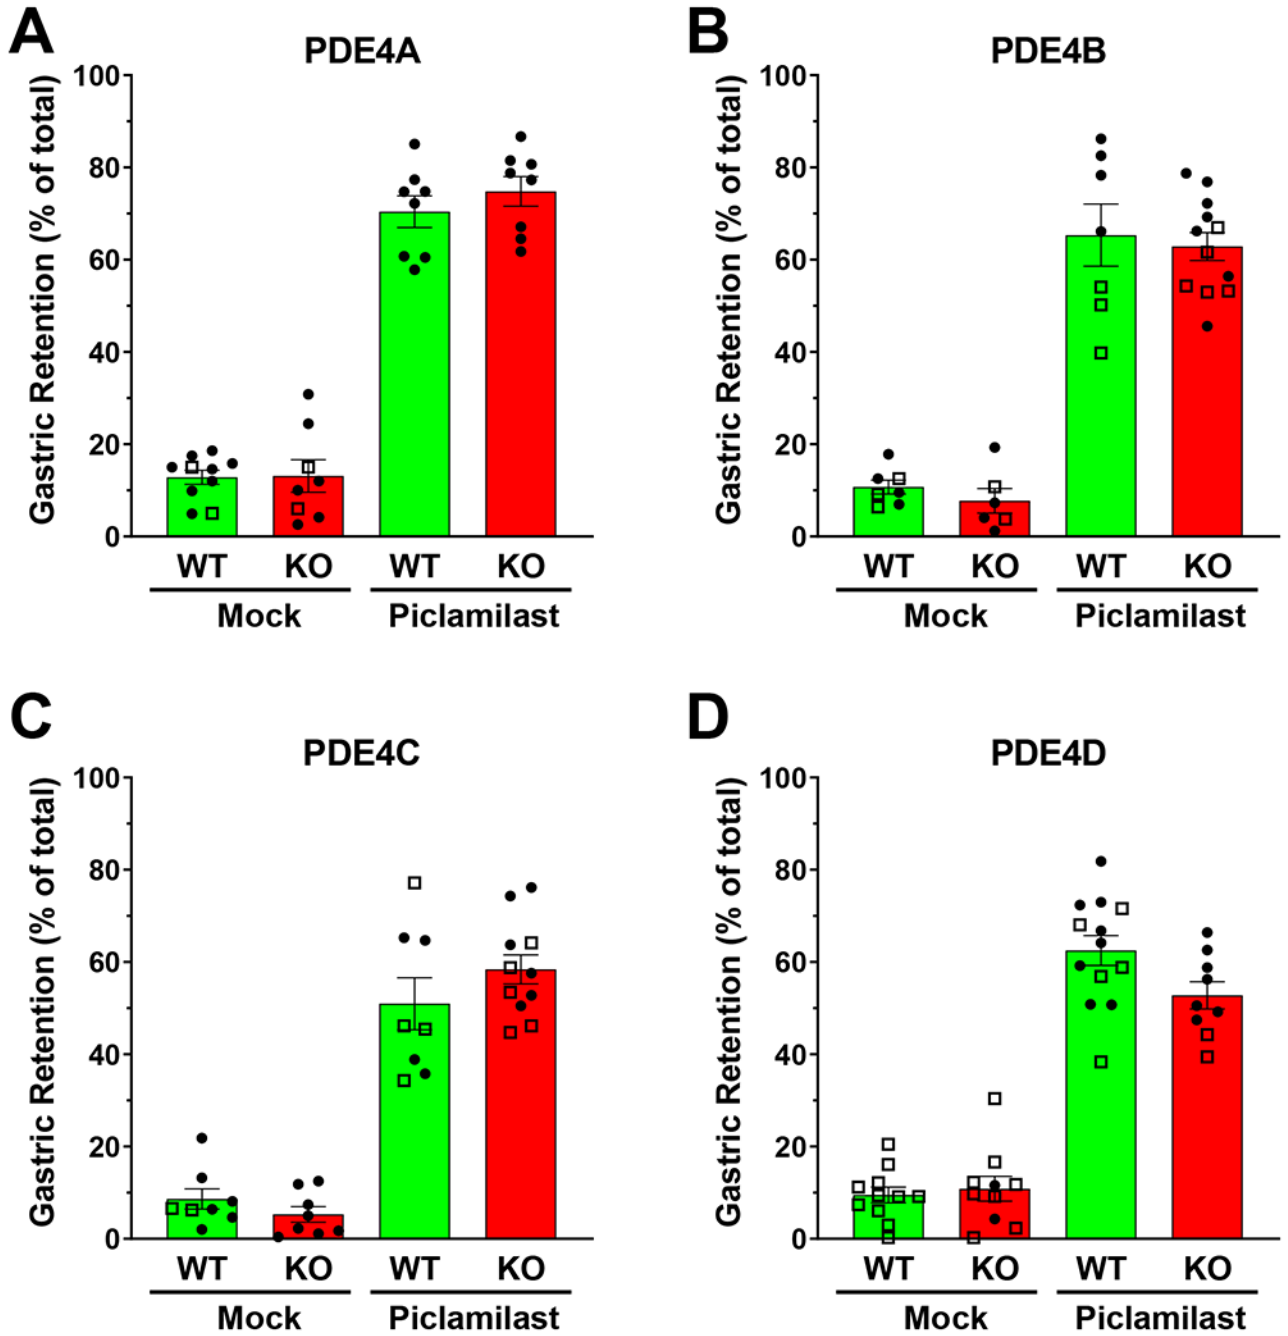 A
PDE4A
Gastric Retention (% of total)
100
80
60
40
20
0
WT KO WT KO
Mock Piclamilast
B
PDE4B
Gastric Retention (% of total)
100
80
60
40
20
0
WT KO WT KO
Mock Piclamilast
C
PDE4C
Gastric Retention (% of total)
100
80
60
40
20
0
WT KO WT KO
Mock Piclamilast
D
PDE4D
Gastric Retention (% of total)
100
80
60
40
20
0
WT KO WT KO
Mock Piclamilast